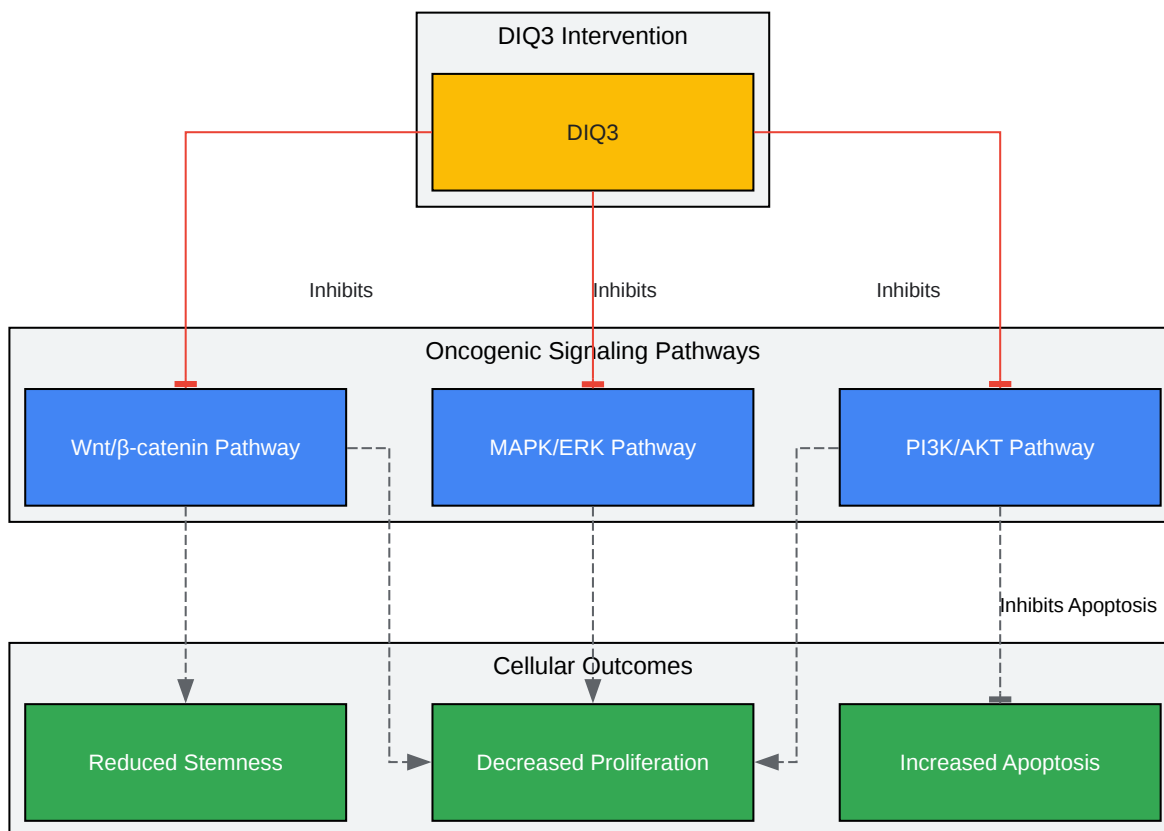 DIQ3 Intervention
DIQ3
Inhibits
Inhibits
Inhibits
Oncogenic Signaling Pathways
Wnt/β-catenin Pathway
MAPK/ERK Pathway
PI3K/AKT Pathway
Inhibits Apoptosis
Cellular Outcomes
Reduced Stemness
Decreased Proliferation
Increased Apoptosis